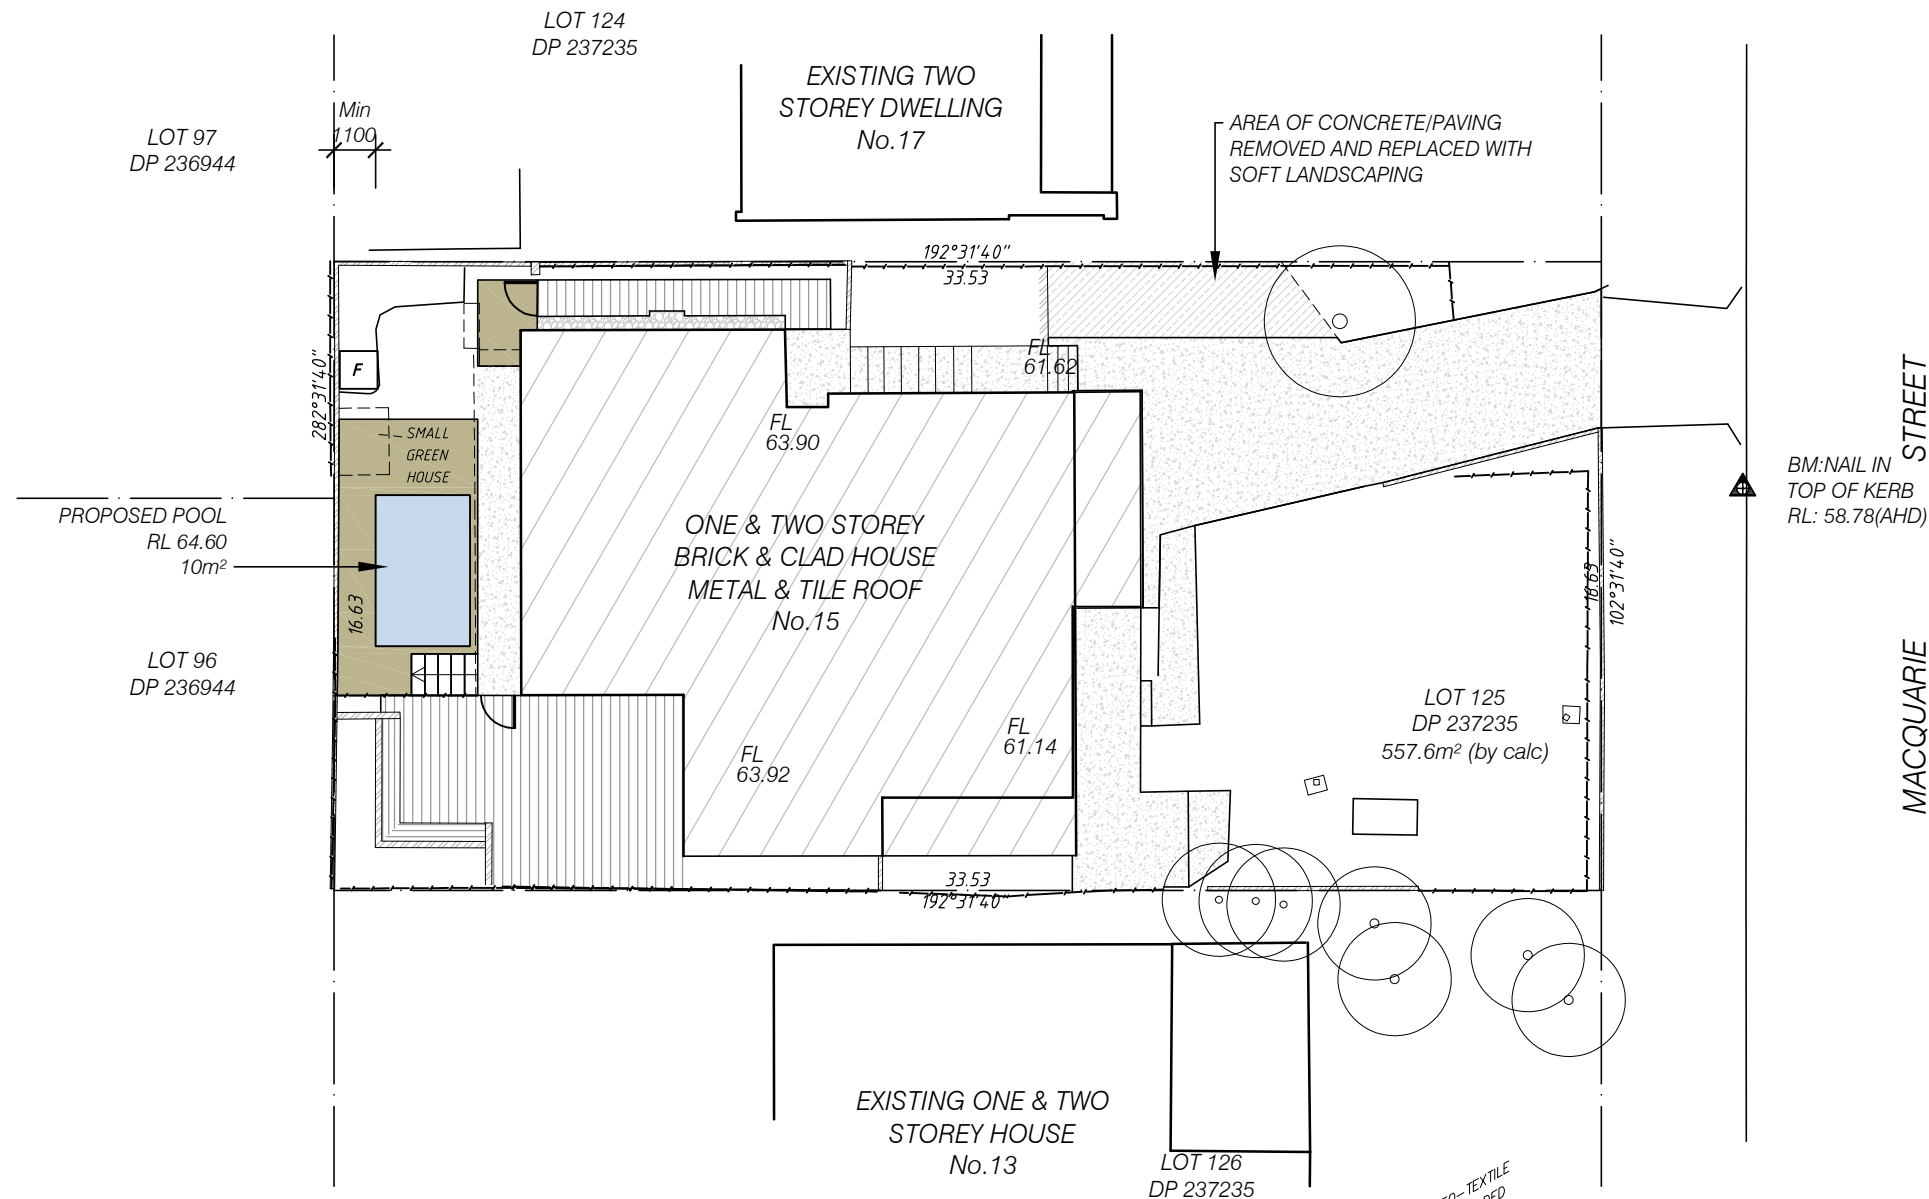 LOT 124
DP 237235
EXISTING TWO
STOREY DWELLING
No.17
Min
1100
LOT 97
DP 236944
AREA OF CONCRETE/PAVING
REMOVED AND REPLACED WITH
SOFT LANDSCAPING
192°31'40"
33.53
282°31'40"
F
FL
61.62
FL
63.90
SMALL
GREEN
HOUSE
STREET
BM:NAIL IN
TOP OF KERB
RL: 58.78(AHD)
PROPOSED POOL
RL 64.60
10m²
ONE & TWO STOREY
BRICK & CLAD HOUSE
METAL & TILE ROOF
No.15
16.63
16.63
102°31'40"
LOT 96
DP 236944
MACQUARIE
LOT 125
DP 237235
557.6m² (by calc)
FL
61.14
FL
63.92
33.53
192°31'40"
EXISTING ONE & TWO
STOREY HOUSE
No.13
LOT 126
DP 237235
TEXTILE